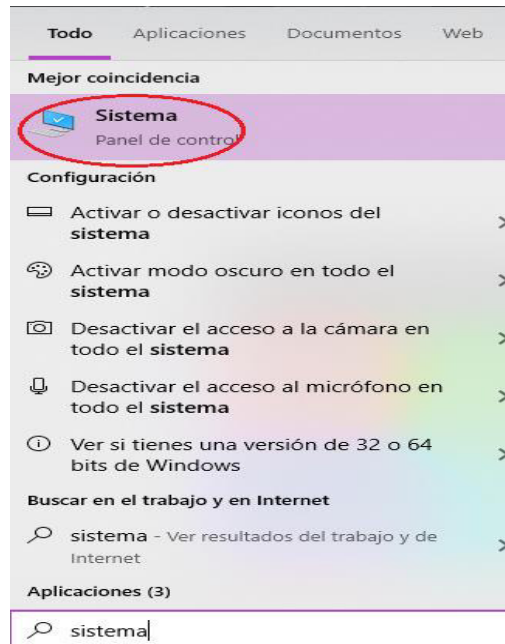 Todo Aplicaciones Documentos Web
Mejor coincidencia
Sistema
Panel de control
Configuración
Activar o desactivar iconos del
sistema
Activar modo oscuro en todo el
sistema
Desactivar el acceso a la cámara en
todo el sistema
Desactivar el acceso al micrófono en
todo el sistema
Ver si tienes una versión de 32 o 64
bits de Windows
Buscar en el trabajo y en Internet
sistema - Ver resultados del trabajo y de
Internet
Aplicaciones (3)
sistema